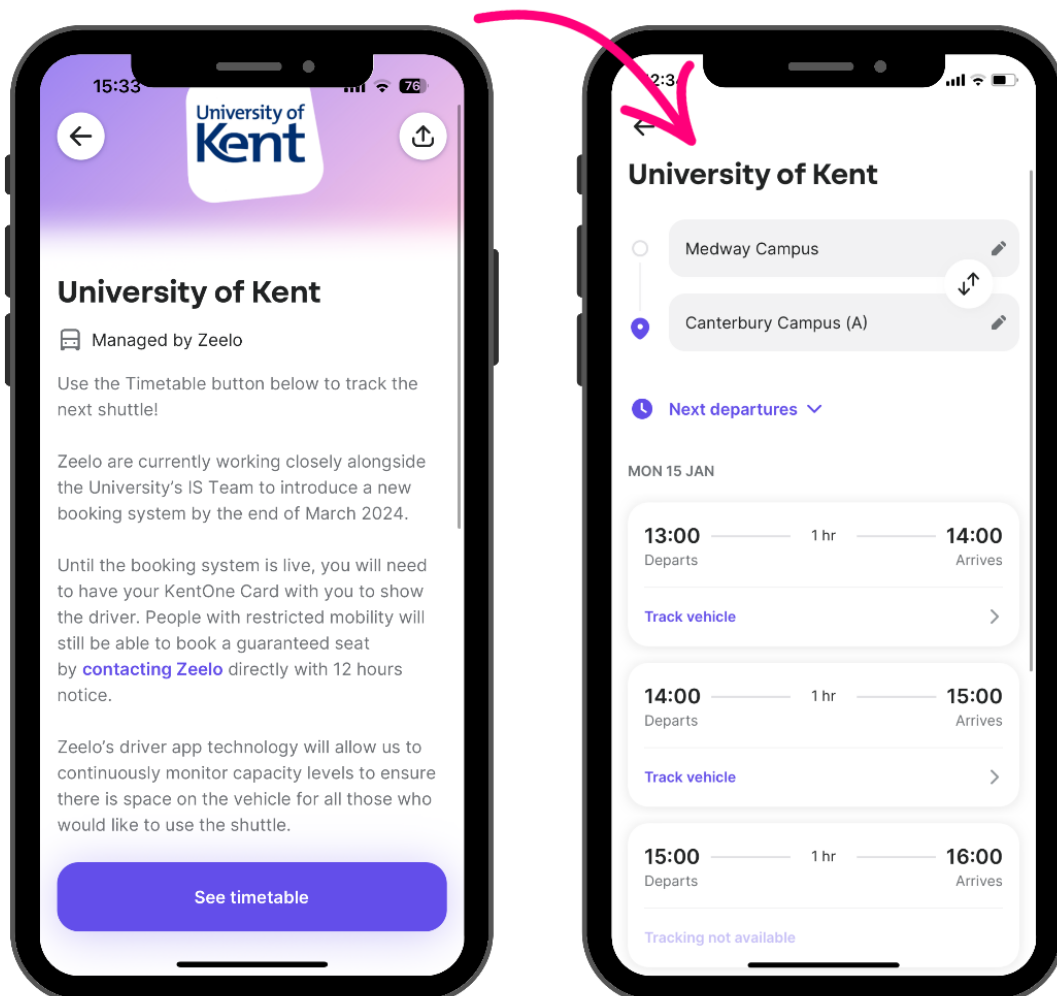 15:33
76
University of
Kent
University of Kent
Managed by Zeelo
Use the Timetable button below to track the
next shuttle!
Zeelo are currently working closely alongside
the University's IS Team to introduce a new
booking system by the end of March 2024.
Until the booking system is live, you will need
to have your KentOne Card with you to show
the driver. People with restricted mobility will
still be able to book a guaranteed seat
by contacting Zeelo directly with 12 hours
notice.
Zeelo's driver app technology will allow us to
continuously monitor capacity levels to ensure
there is space on the vehicle for all those who
would like to use the shuttle.
See timetable
University of Kent
Medway Campus
Canterbury Campus (A)
Next departures
MON 15 JAN
13:00 1 hr 14:00
Departs Arrives
Track vehicle
14:00 1 hr 15:00
Departs Arrives
Track vehicle
15:00 1 hr 16:00
Departs Arrives
Tracking not available